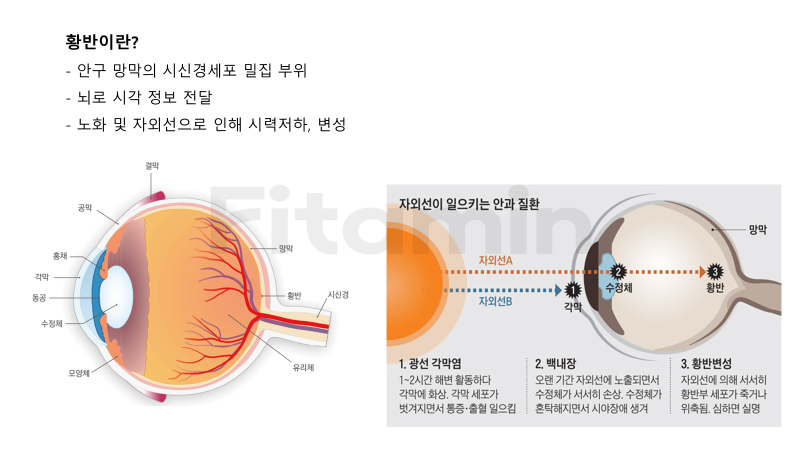 황반이란?
- 안구 망막의 시신경세포 밀집 부위
- 뇌로 시각 정보 전달
- 노화 및 자외선으로 인해 시력저하, 변성
Fitamin
결막
공막
홍채
각막
동공
수정체
모양체
망막
황반
시신경
유리체
자외선이 일으키는 안과 질환
망막
자외선A
자외선B
1
각막
2
수정체
3
황반
1. 광선 각막염
1~2시간 해변 활동하다
각막에 화상. 각막 세포가
벗겨지면서 통증·출혈 일으킴
2. 백내장
오랜 기간 자외선에 노출되면서
수정체가 서서히 손상. 수정체가
혼탁해지면서 시야장애 생겨
3. 황반변성
자외선에 의해 서서히
황반부 세포가 죽거나
위축됨. 심하면 실명